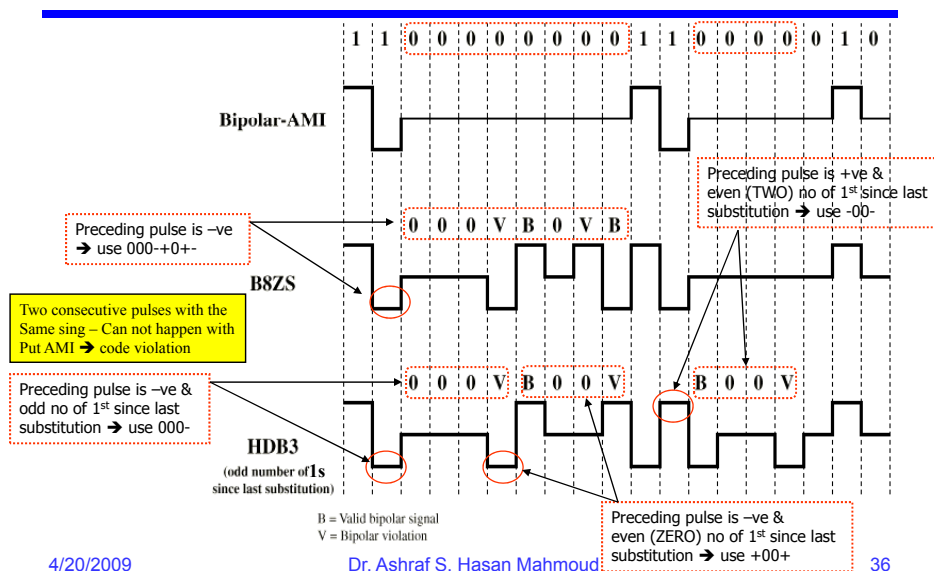 1 1 0 0 0 0 0 0 0 0 1 1 0 0 0 0 0 1 0
Bipolar-AMI
Preceding pulse is +ve &
even (TWO) no of 1st since last
substitution ➔ use -00-
0 0 0 V B 0 V B
Preceding pulse is –ve
➔ use 000-+0+-
B8ZS
Two consecutive pulses with the
Same sing – Can not happen with
Put AMI ➔ code violation
0 0 0 V B 0 0 V B 0 0 V
Preceding pulse is –ve &
odd no of 1st since last
substitution ➔ use 000-
HDB3
(odd number of 1s
since last substitution)
B = Valid bipolar signal
V = Bipolar violation
Preceding pulse is –ve &
even (ZERO) no of 1st since last
substitution ➔ use +00+
4/20/2009 Dr. Ashraf S. Hasan Mahmoud 36